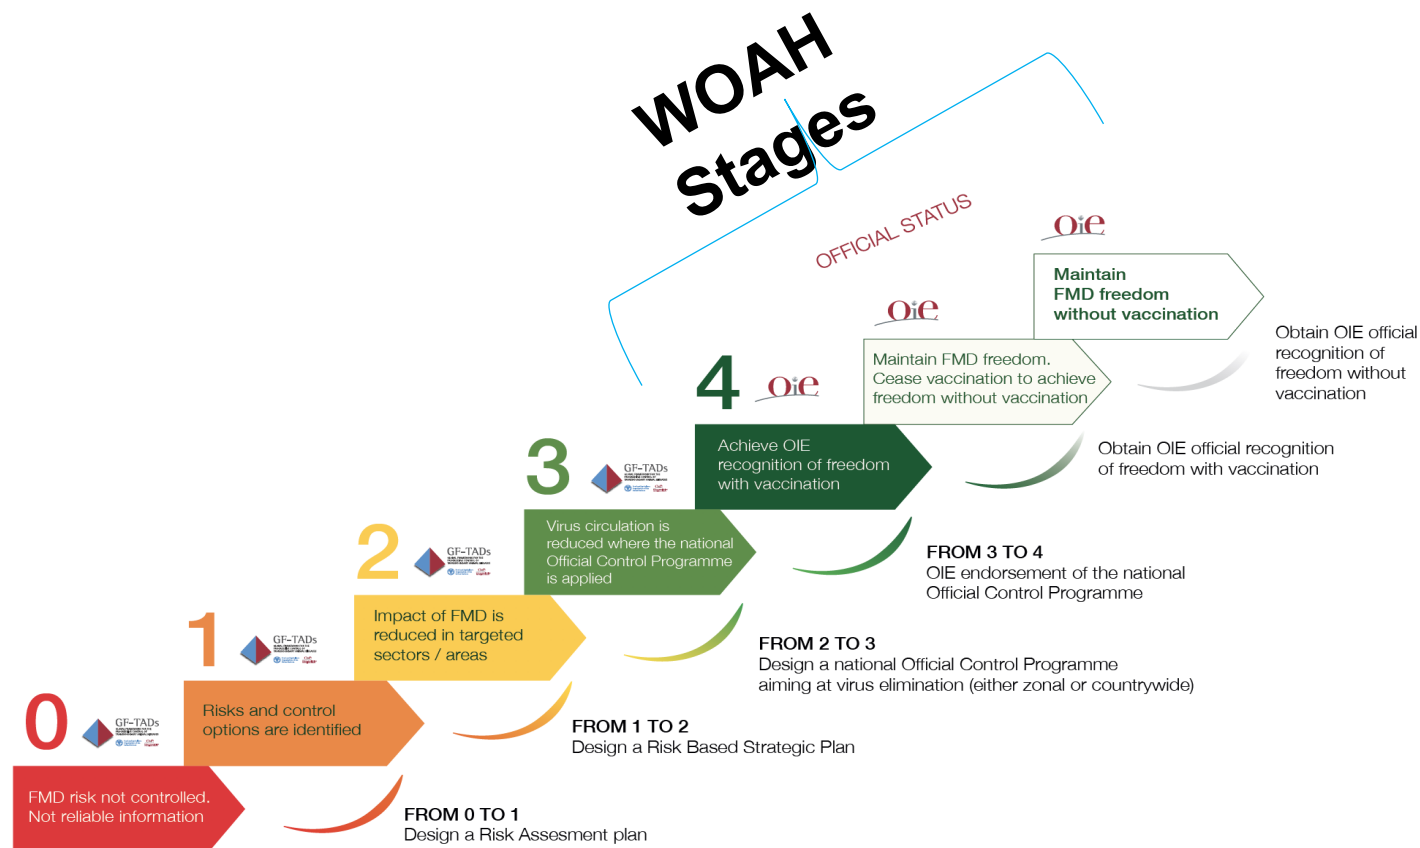 WOAH
Stages
OFFICIAL STATUS
OiE
Maintain
FMD freedom
without vaccination
Obtain OIE official
recognition of
freedom without
vaccination
OiE
Maintain FMD freedom.
Cease vaccination to achieve
freedom without vaccination
Obtain OIE official recognition
of freedom with vaccination
4
OiE
Achieve OIE
recognition of freedom
with vaccination
FROM 3 TO 4
OIE endorsement of the national
Official Control Programme
3
GF-TADs
Virus circulation is
reduced where the national
Official Control Programme
is applied
FROM 2 TO 3
Design a national Official Control Programme
aiming at virus elimination (either zonal or countrywide)
2
GF-TADs
Impact of FMD is
reduced in targeted
sectors / areas
FROM 1 TO 2
Design a Risk Based Strategic Plan
1
GF-TADs
Risks and control
options are identified
FROM 0 TO 1
Design a Risk Assesment plan
0
GF-TADs
FMD risk not controlled.
Not reliable information